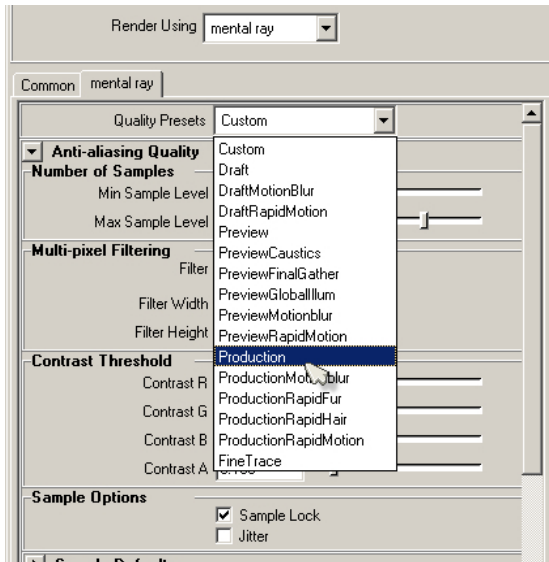 Render Using mental ray
Common mental ray
Quality Presets Custom
Anti-aliasing Quality
Number of Samples
Min Sample Level
Max Sample Level
Multi-pixel Filtering
Filter
Filter Width
Filter Height
Contrast Threshold
Contrast R
Contrast G
Contrast B
Contrast A
Custom
Draft
DraftMotionBlur
DraftRapidMotion
Preview
PreviewCaustics
PreviewFinalGather
PreviewGlobalIllum
PreviewMotionblur
PreviewRapidMotion
Production
ProductionMotionblur
ProductionRapidFur
ProductionRapidHair
ProductionRapidMotion
FineTrace
Sample Options
Sample Lock
Jitter